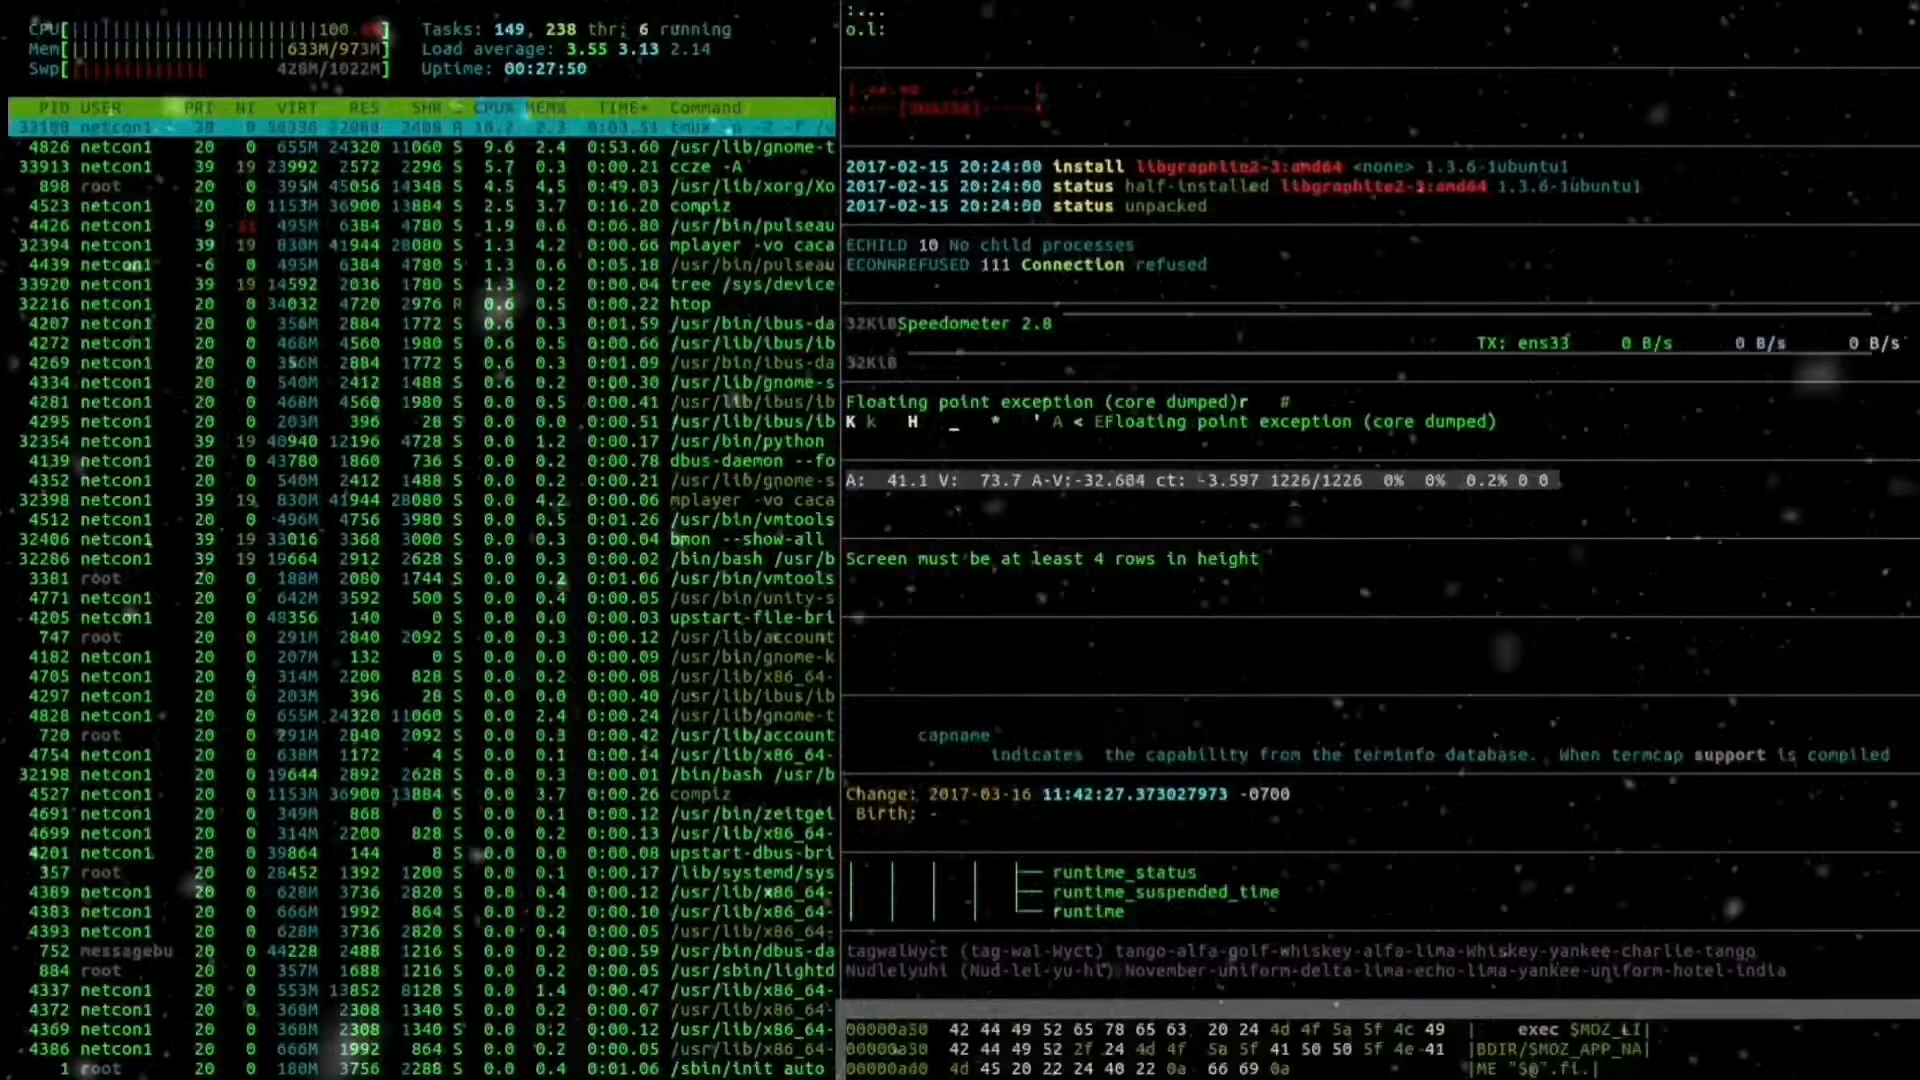 CPU[ 100. ]
Mem[ 633M/973M]
Swp[ 428M/1022M]
Tasks: 149, 238 thr; 6 running
Load average: 3.55 3.13 2.14
Uptime: 00:27:50
PID USER PRI NI VIRT RES SHR S CPU% MEM% TIME+ Command
33100 netcon1
4826 netcon1 20 0 655M 24320 11060 S 9.6 2.4 0:53.60 /usr/lib/gnome-t
33913 netcon1 39 19 23992 2572 2296 S 5.7 0.3 0:00.21 ccze -A
898 root 20 0 395M 45056 14348 S 4.5 4.5 0:49.03 /usr/lib/xorg/Xo
4523 netcon1 20 0 1153M 36900 13884 S 2.5 3.7 0:16.20 compiz
4426 netcon1 9 495M 6384 4780 S 1.9 0.6 0:06.80 /usr/bin/pulseau
32394 netcon1 39 19 830M 41944 28080 S 1.3 4.2 0:00.66 mplayer -vo caca
4439 netcon1 -6 0 495M 6384 4780 S 1.3 0.6 0:05.18 /usr/bin/pulseau
33920 netcon1 39 19 14592 2036 1780 S 1.3 0.2 0:00.04 tree /sys/device
32216 netcon1 20 0 34032 4720 2976 R 0.6 0.5 0:00.22 htop
4207 netcon1 20 0 356M 2884 1772 S 0.6 0.3 0:01.59 /usr/bin/ibus-da
4272 netcon1 20 0 468M 4560 1980 S 0.6 0.5 0:00.66 /usr/lib/ibus/ib
4269 netcon1 20 0 356M 2884 1772 S 0.6 0.3 0:01.09 /usr/bin/ibus-da
4334 netcon1 20 0 540M 2412 1488 S 0.6 0.2 0:00.30 /usr/lib/gnome-s
4281 netcon1 20 0 468M 4560 1980 S 0.0 0.5 0:00.41 /usr/lib/ibus/ib
4295 netcon1 20 0 203M 396 28 S 0.0 0.0 0:00.51 /usr/lib/ibus/ib
32354 netcon1 39 19 40940 12196 4728 S 0.0 1.2 0:00.17 /usr/bin/python
4139 netcon1 20 0 43780 1860 736 S 0.0 0.2 0:00.78 dbus-daemon --fo
4352 netcon1 20 0 540M 2412 1488 S 0.0 0.2 0:00.21 /usr/lib/gnome-s
32398 netcon1 39 19 830M 41944 28080 S 0.0 4.2 0:00.06 mplayer -vo caca
4512 netcon1 20 0 496M 4756 3980 S 0.0 0.5 0:01.26 /usr/bin/vmtools
32406 netcon1 39 19 33016 3368 3000 S 0.0 0.3 0:00.04 bmon --show-all
32286 netcon1 39 19 19664 2912 2628 S 0.0 0.3 0:00.02 /bin/bash /usr/b
3381 root 20 0 188M 2080 1744 S 0.0 0.2 0:01.06 /usr/bin/vmtools
4771 netcon1 20 0 642M 3592 500 S 0.0 0.4 0:00.05 /usr/bin/unity-s
4205 netcon1 20 0 48356 140 0 S 0.0 0.0 0:00.03 upstart-file-bri
747 root 20 0 291M 2840 2092 S 0.0 0.3 0:00.12 /usr/lib/account
4182 netcon1 20 0 207M 132 0 S 0.0 0.0 0:00.09 /usr/bin/gnome-k
4705 netcon1 20 0 314M 2200 828 S 0.0 0.2 0:00.08 /usr/lib/x86_64-
4297 netcon1 20 0 203M 396 28 S 0.0 0.0 0:00.40 /usr/lib/ibus/ib
4828 netcon1 20 0 655M 24320 11060 S 0.0 2.4 0:00.24 /usr/lib/gnome-t
720 root 20 0 291M 2840 2092 S 0.0 0.3 0:00.42 /usr/lib/account
4754 netcon1 20 0 638M 1172 4 S 0.0 0.1 0:00.14 /usr/lib/x86_64-
32198 netcon1 20 0 19644 2892 2628 S 0.0 0.3 0:00.01 /bin/bash /usr/b
4527 netcon1 20 0 1153M 36900 13884 S 0.0 3.7 0:00.26 compiz
4691 netcon1 20 0 349M 868 0 S 0.0 0.1 0:00.12 /usr/bin/zeitgei
4699 netcon1 20 0 314M 2200 828 S 0.0 0.2 0:00.13 /usr/lib/x86_64-
4201 netcon1 20 0 39864 144 8 S 0.0 0.0 0:00.08 upstart-dbus-bri
357 root 20 0 28452 1392 1200 S 0.0 0.1 0:00.17 /lib/systemd/sys
4389 netcon1 20 0 628M 3736 2820 S 0.0 0.4 0:00.12 /usr/lib/x86_64-
4383 netcon1 20 0 666M 1992 864 S 0.0 0.2 0:00.10 /usr/lib/x86_64-
4393 netcon1 20 0 628M 3736 2820 S 0.0 0.4 0:00.05 /usr/lib/x86_64-
752 messagebu 20 0 44228 2488 1216 S 0.0 0.2 0:00.59 /usr/bin/dbus-da
884 root 20 0 357M 1688 1216 S 0.0 0.2 0:00.05 /usr/sbin/lightd
4337 netcon1 20 0 553M 13852 8128 S 0.0 1.4 0:00.47 /usr/lib/x86_64-
4372 netcon1 20 0 368M 2308 1340 S 0.0 0.2 0:00.07 /usr/lib/x86_64-
4369 netcon1 20 0 368M 2308 1340 S 0.0 0.2 0:00.12 /usr/lib/x86_64-
4386 netcon1 20 0 666M 1992 864 S 0.0 0.2 0:00.05 /usr/lib/x86_64-
1 root 20 0 180M 3756 2288 S 0.0 0.4 0:01.06 /sbin/init auto
:...
o.l:
2017-02-15 20:24:00 install libgraphite2-3:amd64 <none> 1.3.6-1ubuntu1
2017-02-15 20:24:00 status half-installed libgraphite2-3:amd64 1.3.6-1ubuntu1
2017-02-15 20:24:00 status unpacked
ECHILD 10 No child processes
ECONNREFUSED 111 Connection refused
32KiB Speedometer 2.8
TX: ens33 0 B/s 0 B/s 0 B/s
32KiB
Floating point exception (core dumped)r #
K k H _ * ' A < EFloating point exception (core dumped)
A: 41.1 V: 73.7 A-V:-32.604 ct: -3.597 1226/1226 0% 0% 0.2% 0 0
Screen must be at least 4 rows in height
capname
indicates the capability from the terminfo database. When termcap support is compiled
Change: 2017-03-16 11:42:27.373027973 -0700
Birth: -
├── runtime_status
├── runtime_suspended_time
└── runtime
tagwalWyct (tag-wal-Wyct) tango-alfa-golf-whiskey-alfa-lima-Whiskey-yankee-charlie-tango
Nudlelyuhi (Nud-lel-yu-hi) November-uniform-delta-lima-echo-lima-yankee-uniform-hotel-india
42 44 49 52 65 78 65 63 20 24 4d 4f 5a 5f 4c 49 | exec $MOZ_LI|
42 44 49 52 2f 24 4d 4f 5a 5f 41 50 50 5f 4e 41 |BDIR/$MOZ_APP_NA|
4d 45 20 22 24 40 22 0a 66 69 0a |ME "$@".fi.|